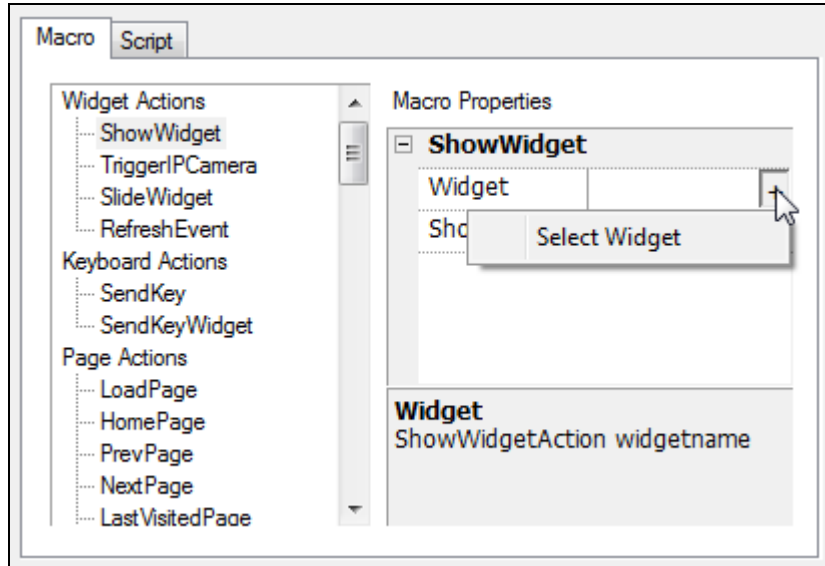 Macro
Script
Widget Actions
ShowWidget
TriggerIPCamera
SlideWidget
RefreshEvent
Keyboard Actions
SendKey
SendKeyWidget
Page Actions
LoadPage
HomePage
PrevPage
NextPage
LastVisitedPage
Macro Properties
ShowWidget
Widget
Sho
Select Widget
Widget
ShowWidgetAction widgetname